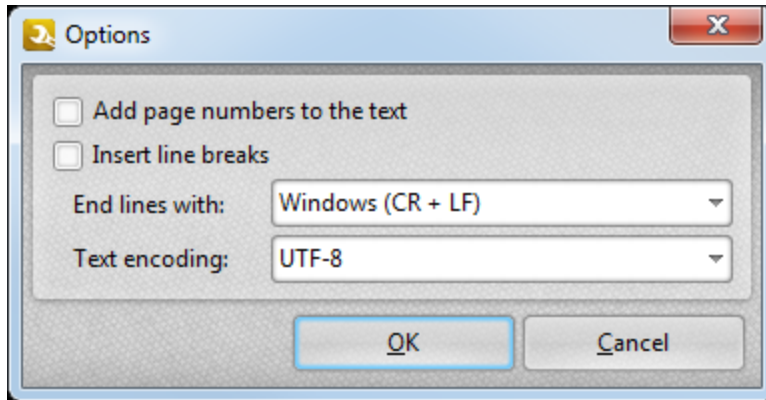 Options
Add page numbers to the text
Insert line breaks
End lines with: Windows (CR + LF)
Text encoding: UTF-8
OK Cancel